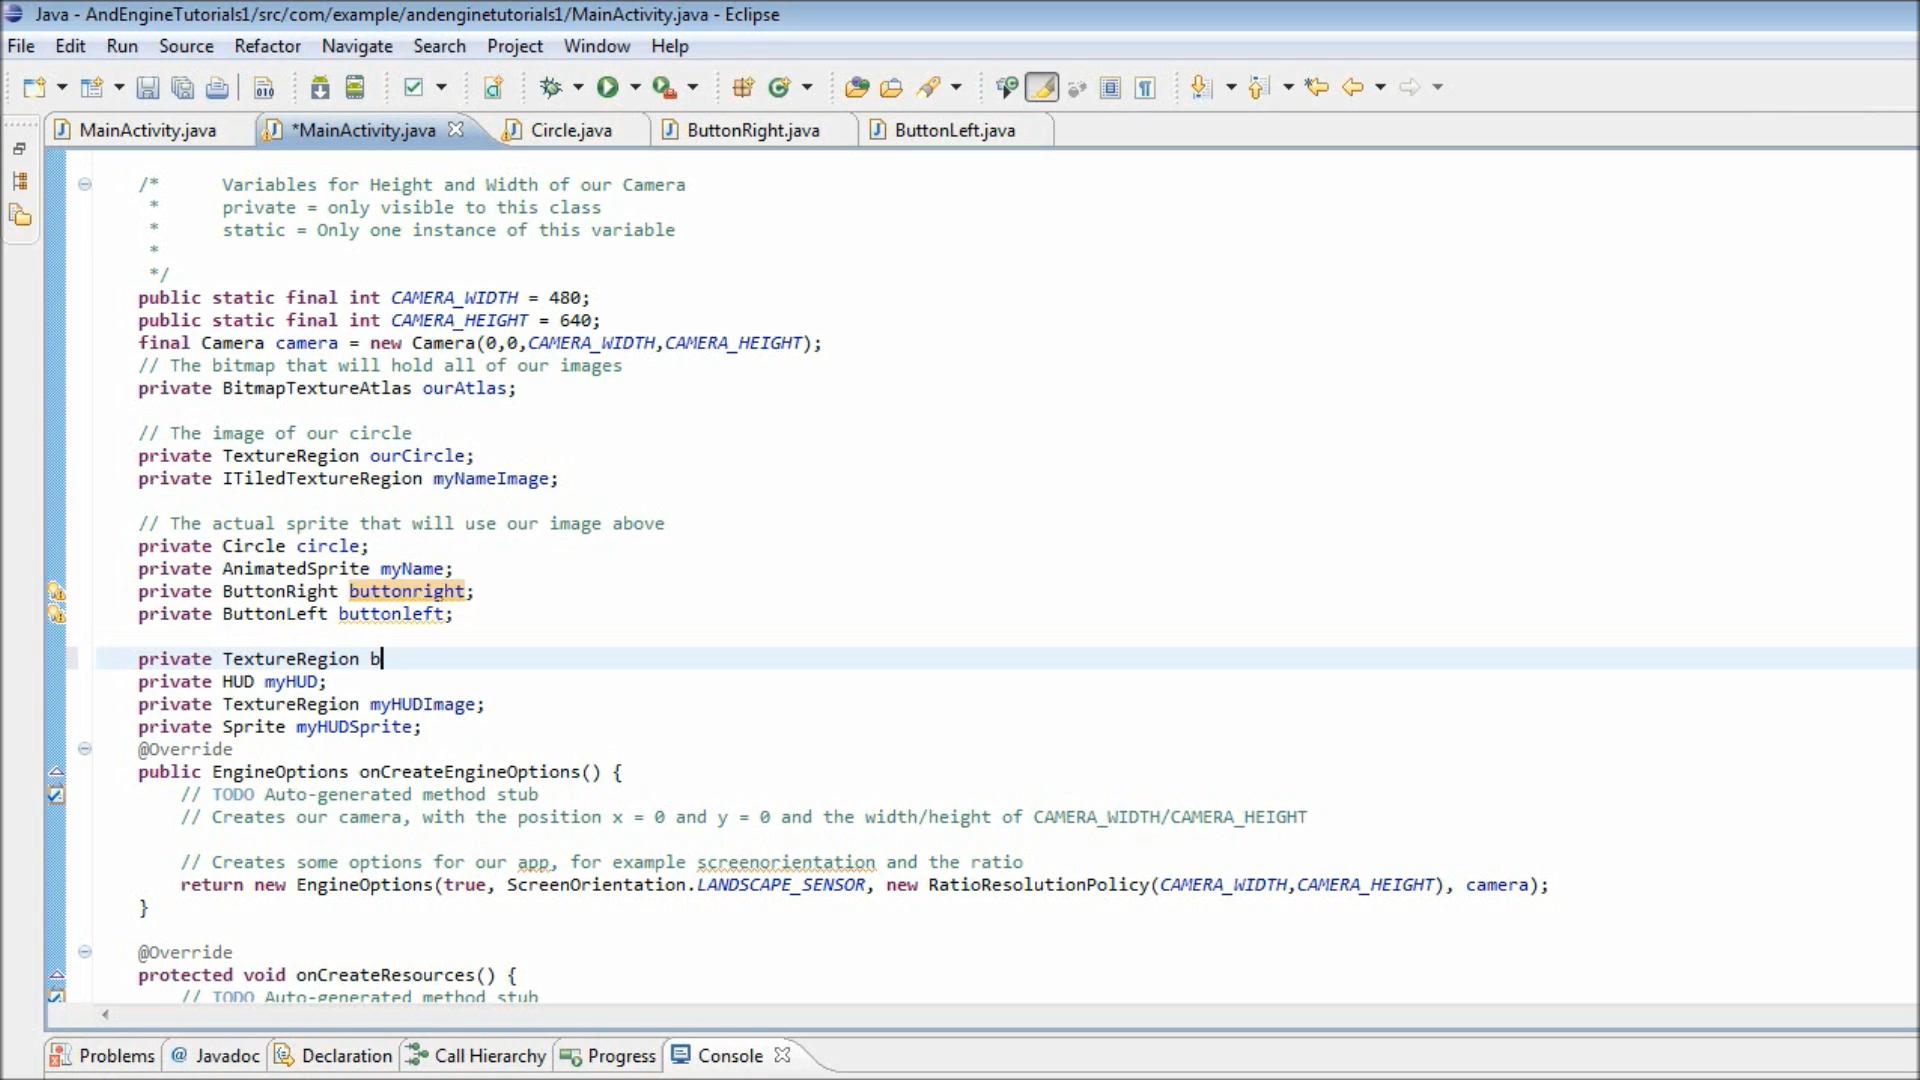 Java - AndEngineTutorials1/src/com/example/andenginetutorials1/MainActivity.java - Eclipse
File Edit Run Source Refactor Navigate Search Project Window Help
MainActivity.java *MainActivity.java Circle.java ButtonRight.java ButtonLeft.java
/* Variables for Height and Width of our Camera
* private = only visible to this class
* static = Only one instance of this variable
*
*/
public static final int CAMERA_WIDTH = 480;
public static final int CAMERA_HEIGHT = 640;
final Camera camera = new Camera(0,0,CAMERA_WIDTH,CAMERA_HEIGHT);
// The bitmap that will hold all of our images
private BitmapTextureAtlas ourAtlas;
// The image of our circle
private TextureRegion ourCircle;
private ITiledTextureRegion myNameImage;
// The actual sprite that will use our image above
private Circle circle;
private AnimatedSprite myName;
private ButtonRight buttonright;
private ButtonLeft buttonleft;
private TextureRegion b
private HUD myHUD;
private TextureRegion myHUDImage;
private Sprite myHUDSprite;
@Override
public EngineOptions onCreateEngineOptions() {
// TODO Auto-generated method stub
// Creates our camera, with the position x = 0 and y = 0 and the width/height of CAMERA_WIDTH/CAMERA_HEIGHT
// Creates some options for our app, for example screenorientation and the ratio
return new EngineOptions(true, ScreenOrientation.LANDSCAPE_SENSOR, new RatioResolutionPolicy(CAMERA_WIDTH,CAMERA_HEIGHT), camera);
}
@Override
protected void onCreateResources() {
// TODO Auto-generated method stub
Problems @ Javadoc Declaration Call Hierarchy Progress Console